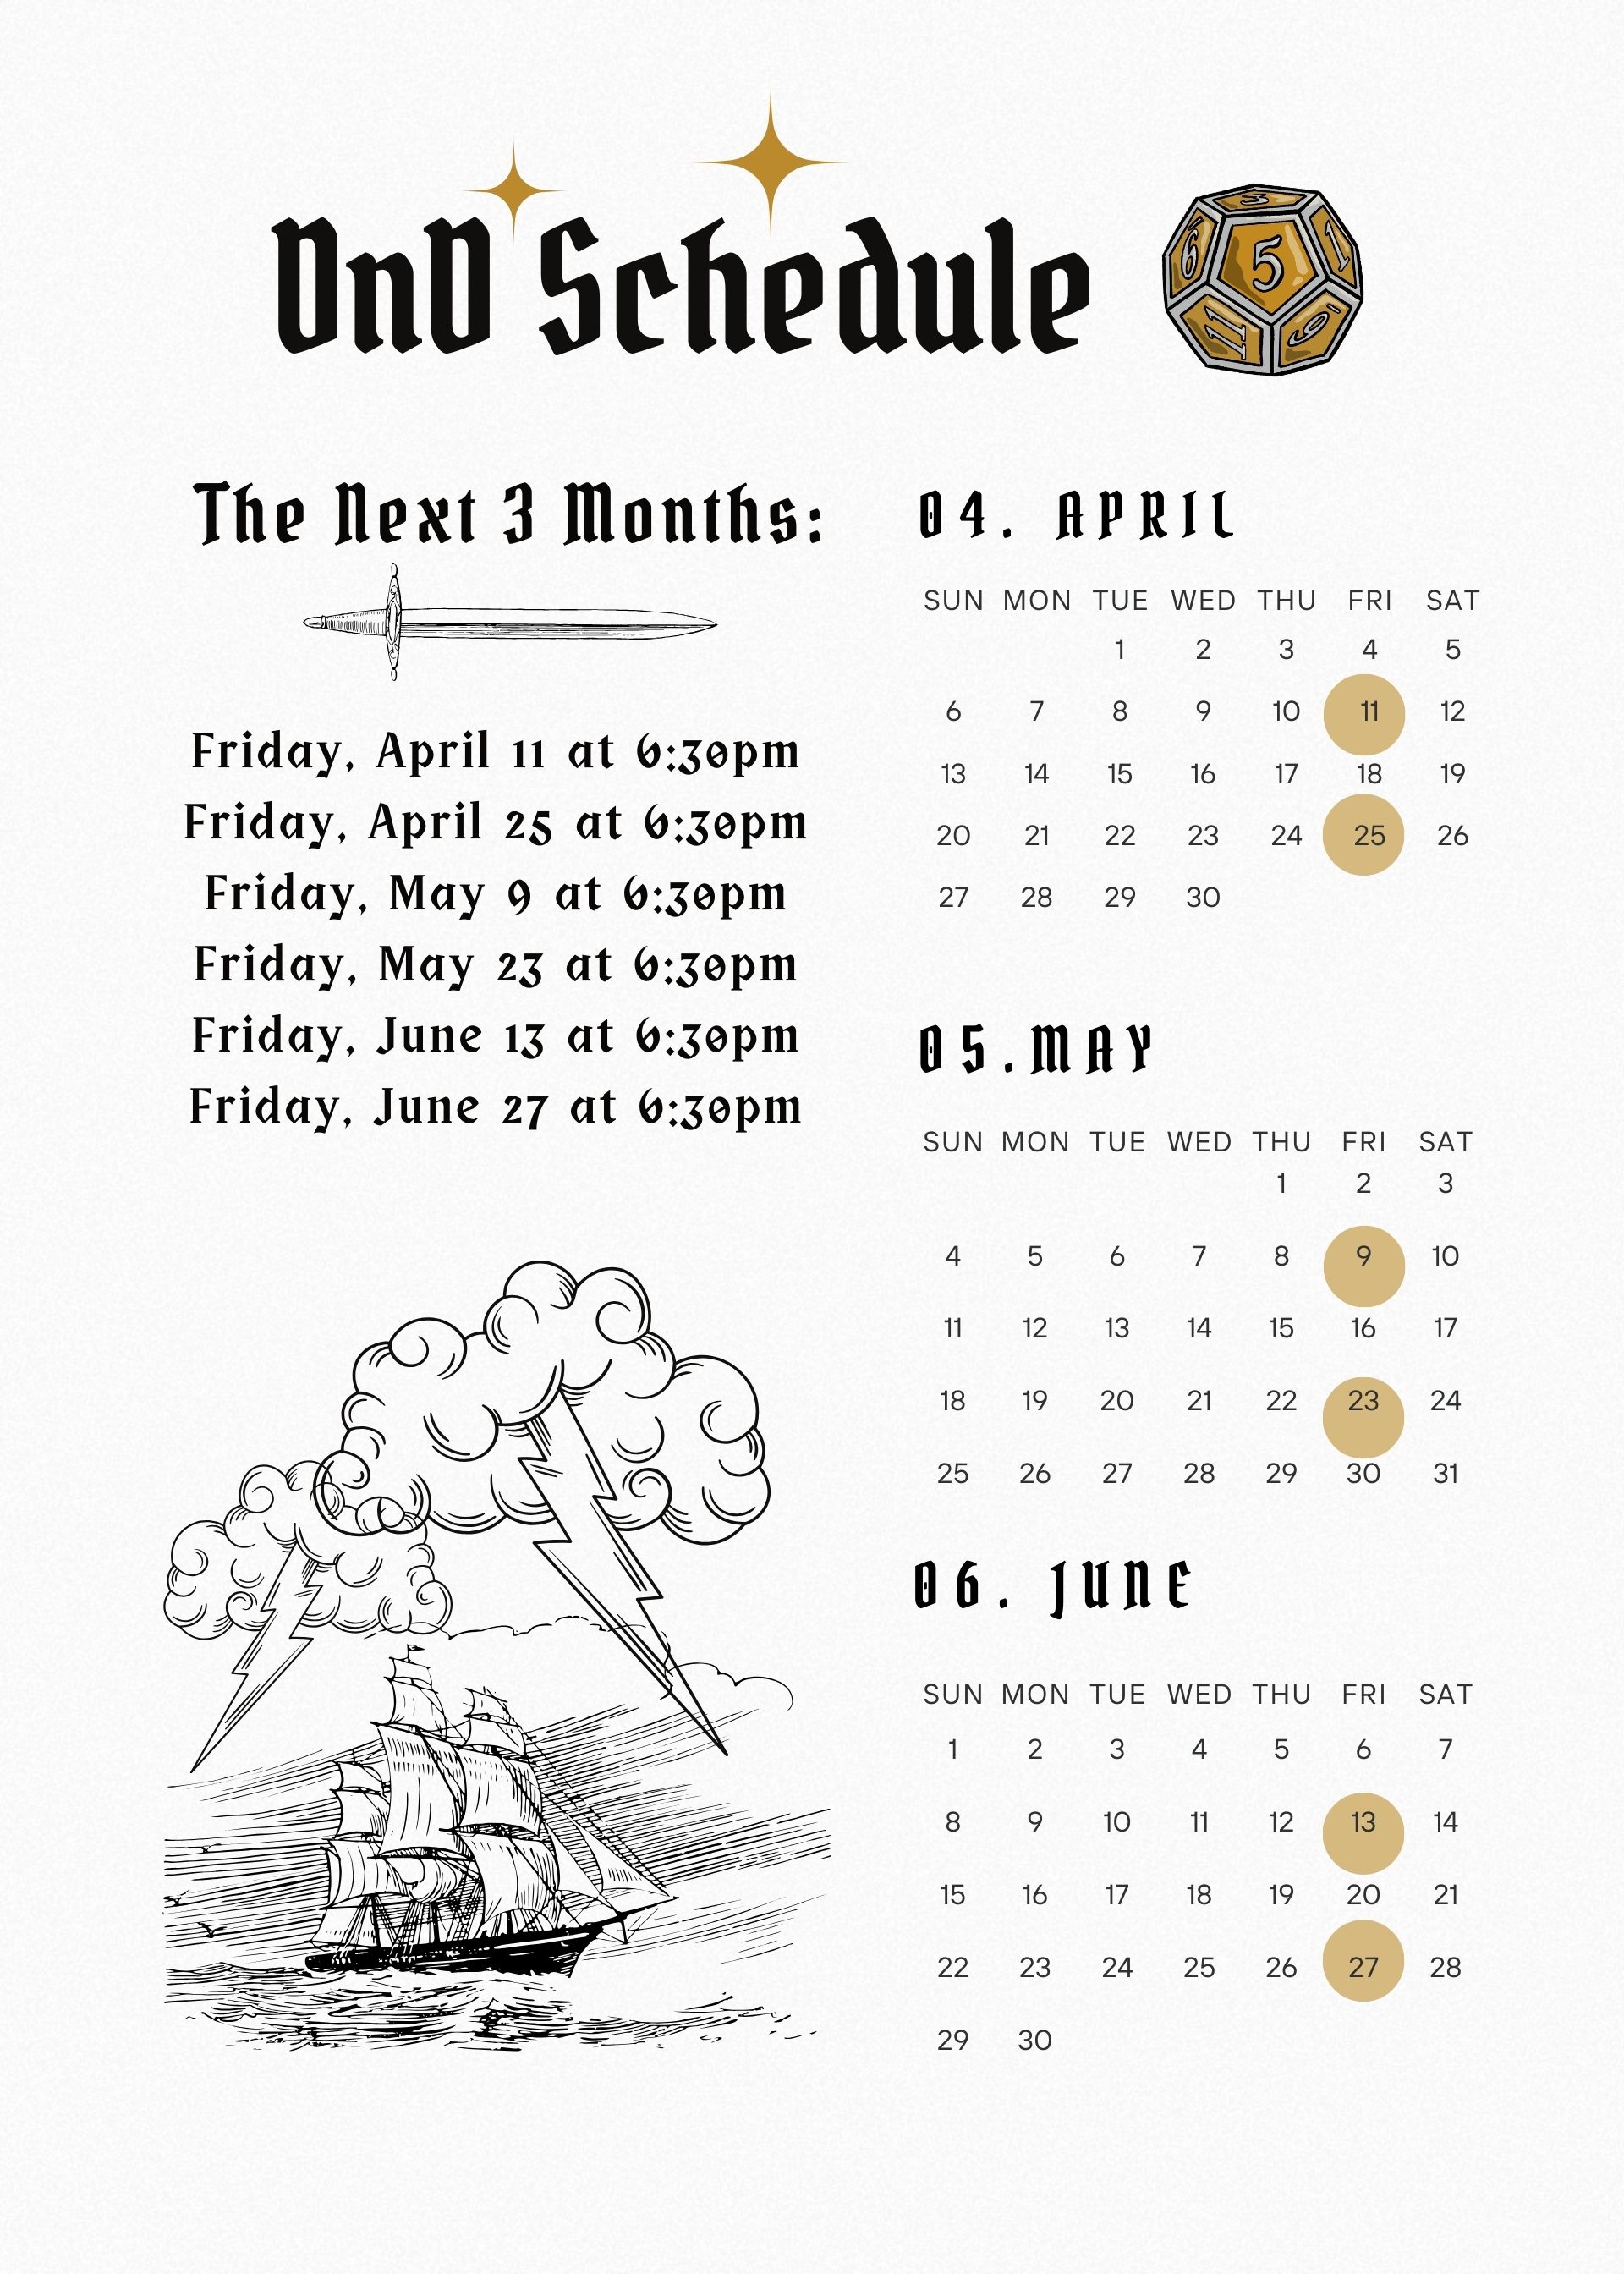 DnD Schedule
3
6
5
1
11
9
The Next 3 Months:
Friday, April 11 at 6:30pm
Friday, April 25 at 6:30pm
Friday, May 9 at 6:30pm
Friday, May 23 at 6:30pm
Friday, June 13 at 6:30pm
Friday, June 27 at 6:30pm
04. APRIL
SUN MON TUE WED THU FRI SAT
1 2 3 4 5
6 7 8 9 10 11 12
13 14 15 16 17 18 19
20 21 22 23 24 25 26
27 28 29 30
05.MAY
SUN MON TUE WED THU FRI SAT
1 2 3
4 5 6 7 8 9 10
11 12 13 14 15 16 17
18 19 20 21 22 23 24
25 26 27 28 29 30 31
06. JUNE
SUN MON TUE WED THU FRI SAT
1 2 3 4 5 6 7
8 9 10 11 12 13 14
15 16 17 18 19 20 21
22 23 24 25 26 27 28
29 30